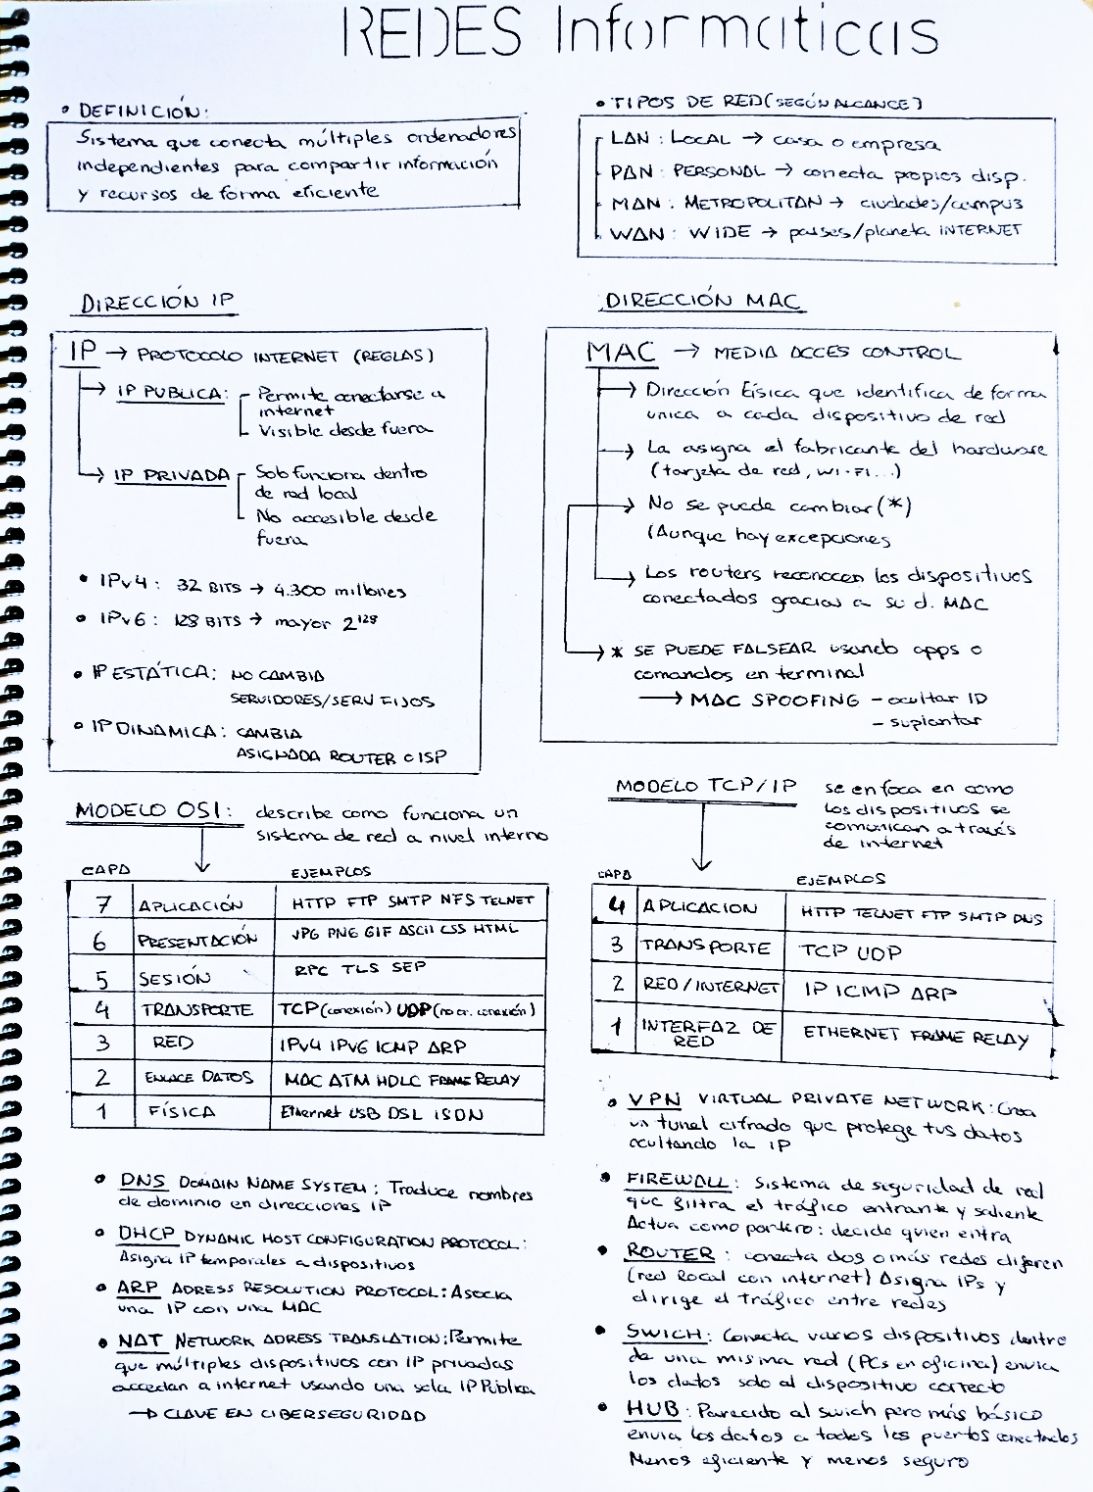 REDES Informaticas
• DEFINICIÓN:
Sistema que conecta múltiples ordenadores
independientes para compartir información
y recursos de forma eficiente
• TIPOS DE RED (SEGÚN ALCANCE)
LAN : LOCAL → casa o empresa
PAN : PERSONAL → conecta propios disp.
MAN : METROPOLITAN → ciudades/campus
WAN : WIDE → paises/planeta INTERNET
DIRECCIÓN IP
IP → PROTOCOLO INTERNET (REGLAS)
→ IP PUBLICA: - Permite conectarse a
internet
- Visible desde fuera
→ IP PRIVADA - Solo funciona dentro
de red local
- No accesible desde
fuera
• IPv4 : 32 BITS → 4.300 millones
• IPv6 : 128 BITS → mayor 2¹²⁸
• IP ESTÁTICA: NO CAMBIA
SERVIDORES/SERV FIJOS
• IP DINAMICA: CAMBIA
ASIGNADA ROUTER O ISP
DIRECCIÓN MAC
MAC → MEDIA ACCES CONTROL
→ Dirección Física que identifica de forma
unica a cada dispositivo de red
→ La asigna el fabricante del hardware
(tarjeta de red, WI-FI...)
→ No se puede cambiar (*)
(Aunque hay excepciones
→ Los routers reconocen los dispositivos
conectados gracias a su d. MAC
→ * SE PUEDE FALSEAR usando apps o
comandos en terminal
→ MAC SPOOFING - ocultar ID
- suplantar
MODELO OSI: describe como funciona un
sistema de red a nivel interno
CAPA EJEMPLOS
7 APLICACIÓN HTTP FTP SMTP NFS TELNET
6 PRESENTACIÓN JPG PNG GIF ASCII CSS HTML
5 SESIÓN RPC TLS SEP
4 TRANSPORTE TCP (conexión) UDP (no cr. conexión)
3 RED IPV4 IPV6 ICMP ARP
2 ENLACE DATOS MAC ATM HDLC FRAME RELAY
1 FÍSICA Ethernet USB DSL ISDN
MODELO TCP/IP se enfoca en como
los dispositivos se
comunican a través
de internet
CAPA EJEMPLOS
4 APLICACION HTTP TELNET FTP SMTP DNS
3 TRANSPORTE TCP UDP
2 RED/INTERNET IP ICMP ARP
1 INTERFAZ DE
RED ETHERNET FRAME RELAY
• DNS DOMAIN NAME SYSTEM : Traduce nombres
de dominio en direcciones IP
• DHCP DYNAMIC HOST CONFIGURATION PROTOCOL:
Asigna IP temporales a dispositivos
• ARP ADRESS RESOLUTION PROTOCOL: Asocia
una IP con una MAC
• NAT NETWORK ADRESS TRANSLATION: Permite
que múltiples dispositivos con IP privadas
accedan a internet usando una sola IP Pública
→ CLAVE EN CIBERSEGURIDAD
• VPN VIRTUAL PRIVATE NETWORK: Crea
un tunel cifrado que protege tus datos
ocultando la IP
• FIREWALL: Sistema de seguridad de red
que filtra el tráfico entrante y saliente
Actua como portero: decide quien entra
• ROUTER : conecta dos o más redes diferen
(red local con internet) Asigna IPs y
dirige el tráfico entre redes
• SWICH: Conecta varios dispositivos dentro
de una misma red (PCs en oficina) envia
los datos solo al dispositivo correcto
• HUB: Parecido al swich pero más básico
envia los datos a todos los puertos conectados
Menos eficiente y menos seguro